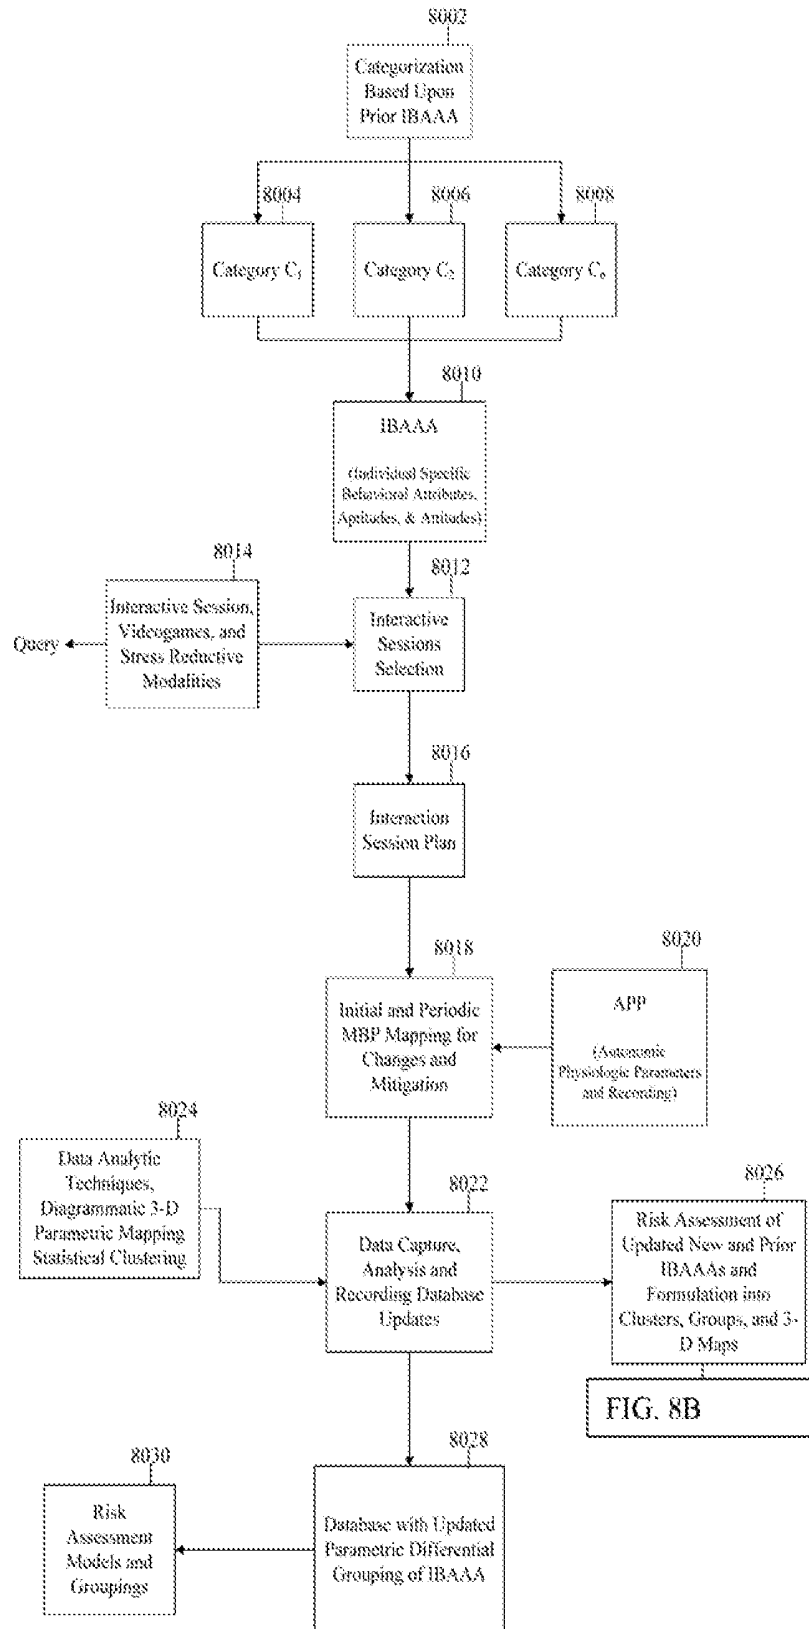 8002
Categorization
Based Upon
Prior IBAAA
8004
8006
8008
Category C1
Category C2
Category Cn
8010
IBAAA
(Individual Specific
Behavioral Attributes,
Aptitudes, & Attitudes)
8014
8012
Interactive Session,
Videogames, and
Stress Reductive
Modalities
Query
Interactive
Sessions
Selection
8016
Interaction
Session Plan
8018
8020
Initial and Periodic
MBP Mapping for
Changes and
Mitigation
APP
(Autonomic
Physiologic Parameters
and Recording)
8024
Data Analytic
Techniques,
Diagrammatic 3-D
Parametric Mapping
Statistical Clustering
8022
8026
Data Capture,
Analysis and
Recording Database
Updates
Risk Assessment of
Updated New and Prior
IBAAAs and
Formulation into
Clusters, Groups, and 3-
D Maps
FIG. 8B
8030
8028
Risk
Assessment
Models and
Groupings
Database with Updated
Parametric Differential
Grouping of IBAAA